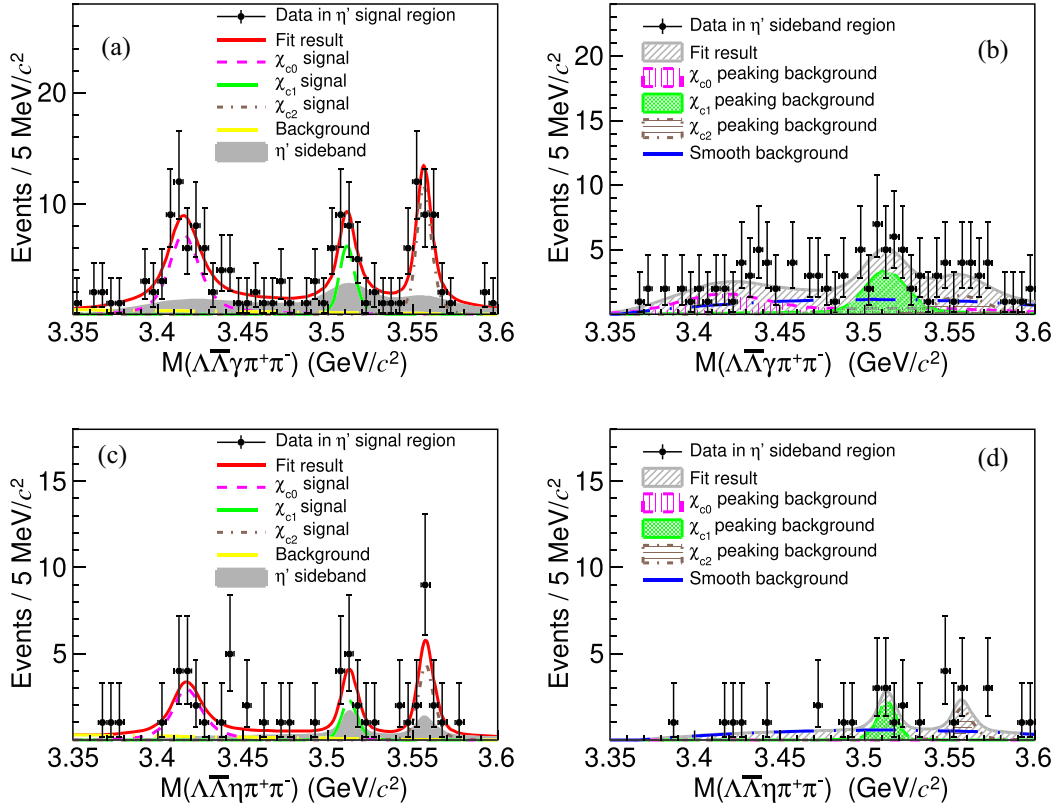 (a)
Data in η' signal region
Fit result
χc0 signal
χc1 signal
χc2 signal
Background
η' sideband
Events / 5 MeV/c²
20
10
3.35 3.4 3.45 3.5 3.55 3.6
M(ΛΛ̅γπ⁺π⁻) (GeV/c²)
(b)
Data in η' sideband region
Fit result
χc0 peaking background
χc1 peaking background
χc2 peaking background
Smooth background
Events / 5 MeV/c²
20
15
10
5
3.35 3.4 3.45 3.5 3.55 3.6
M(ΛΛ̅γπ⁺π⁻) (GeV/c²)
(c)
Data in η' signal region
Fit result
χc0 signal
χc1 signal
χc2 signal
Background
η' sideband
Events / 5 MeV/c²
15
10
5
3.35 3.4 3.45 3.5 3.55 3.6
M(ΛΛ̅ηπ⁺π⁻) (GeV/c²)
(d)
Data in η' sideband region
Fit result
χc0 peaking background
χc1 peaking background
χc2 peaking background
Smooth background
Events / 5 MeV/c²
15
10
5
3.35 3.4 3.45 3.5 3.55 3.6
M(ΛΛ̅ηπ⁺π⁻) (GeV/c²)